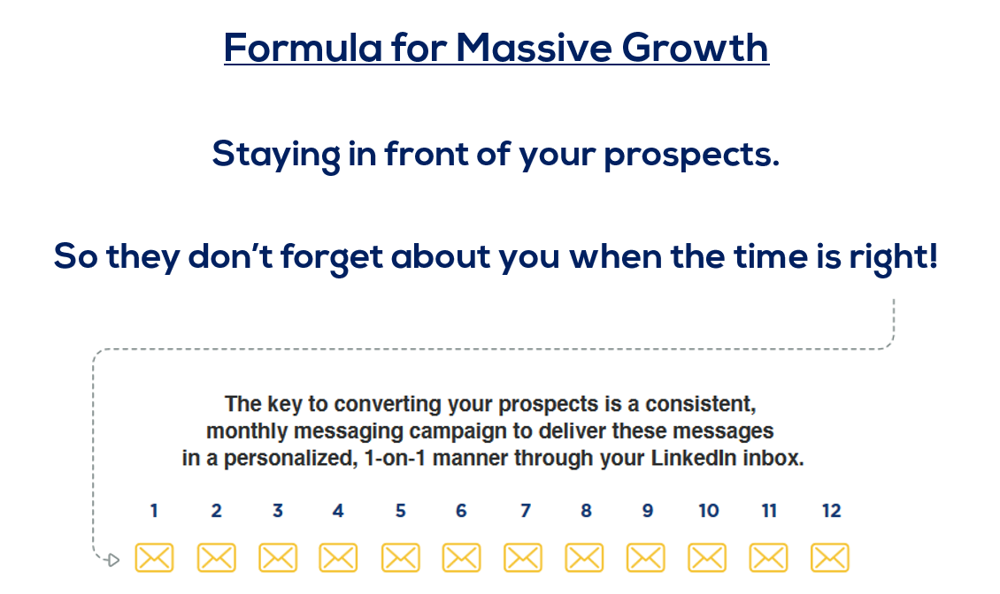 Formula for Massive Growth
Staying in front of your prospects.
So they don’t forget about you when the time is right!
The key to converting your prospects is a consistent,
monthly messaging campaign to deliver these messages
in a personalized, 1-on-1 manner through your LinkedIn inbox.
1 2 3 4 5 6 7 8 9 10 11 12